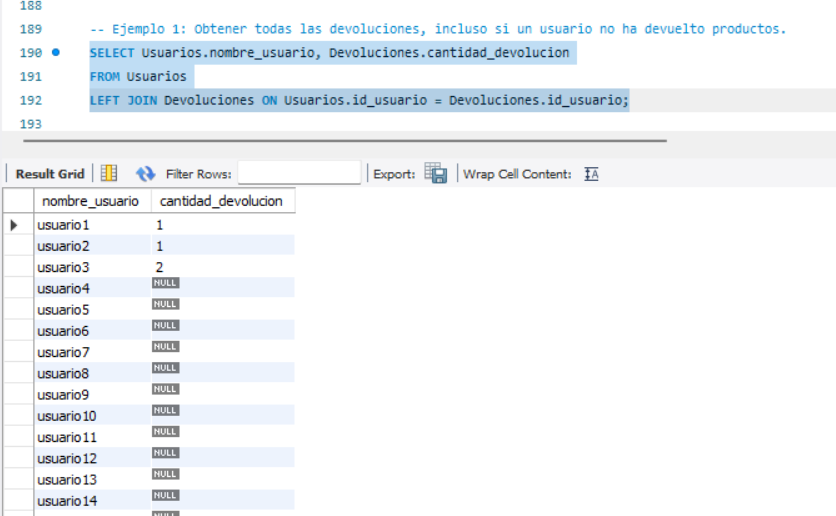 188
189 -- Ejemplo 1: Obtener todas las devoluciones, incluso si un usuario no ha devuelto productos.
190 SELECT Usuarios.nombre_usuario, Devoluciones.cantidad_devolucion
191 FROM Usuarios
192 LEFT JOIN Devoluciones ON Usuarios.id_usuario = Devoluciones.id_usuario;
193
Result Grid Filter Rows: Export: Wrap Cell Content: IA
nombre_usuario cantidad_devolucion
usuario1 1
usuario2 1
usuario3 2
usuario4 NULL
usuario5 NULL
usuario6 NULL
usuario7 NULL
usuario8 NULL
usuario9 NULL
usuario10 NULL
usuario11 NULL
usuario12 NULL
usuario13 NULL
usuario14 NULL
NULL